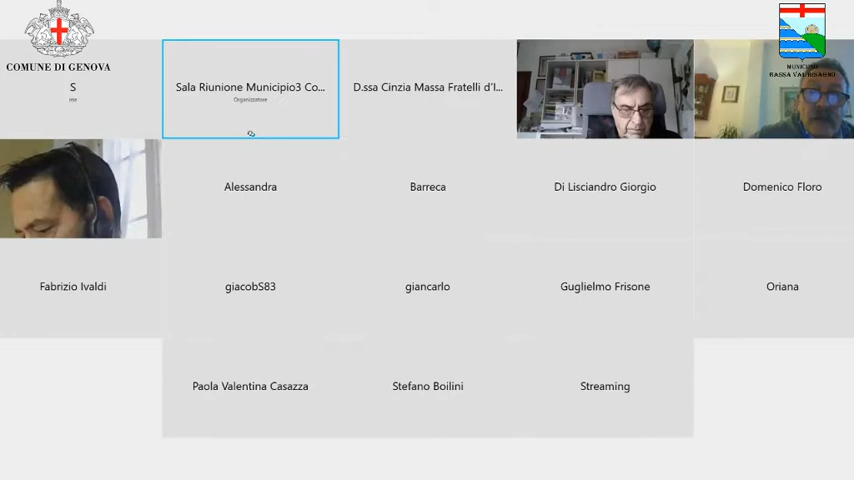 COMUNE DI GENOVA
MUNICIPIO
BASSA VALBISAGNO
S
me
Sala Riunione Municipio3 Co...
Organizzatore
D.ssa Cinzia Massa Fratelli d'I...
Alessandra
Barreca
Di Lisciandro Giorgio
Domenico Floro
Fabrizio Ivaldi
giacobS83
giancarlo
Guglielmo Frisone
Oriana
Paola Valentina Casazza
Stefano Boilini
Streaming